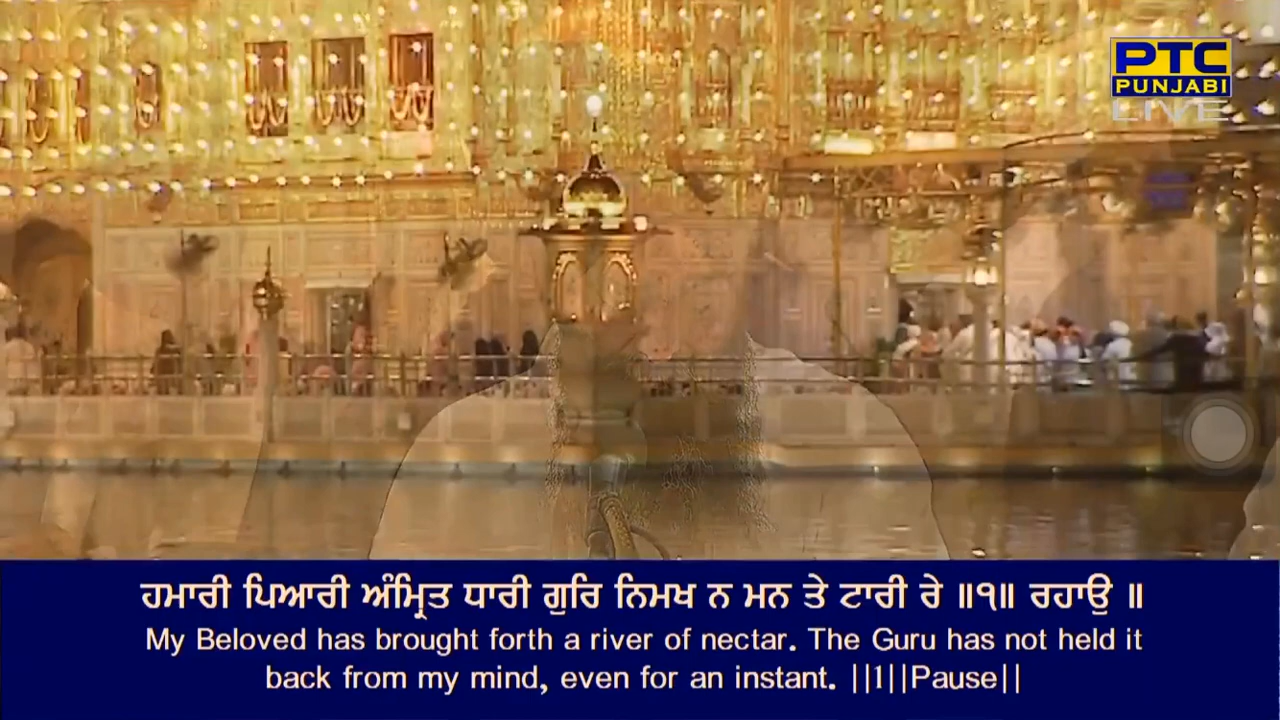 PTC
PUNJABI
LIVE
ਹਮਾਰੀ ਪਿਆਰੀ ਅੰਮ੍ਰਿਤ ਧਾਰੀ ਗੁਰਿ ਨਿਮਖ ਨ ਮਨ ਤੇ ਟਾਰੀ ਰੇ ॥੧॥ ਰਹਾਉ ॥
My Beloved has brought forth a river of nectar. The Guru has not held it
back from my mind, even for an instant. ||1||Pause||